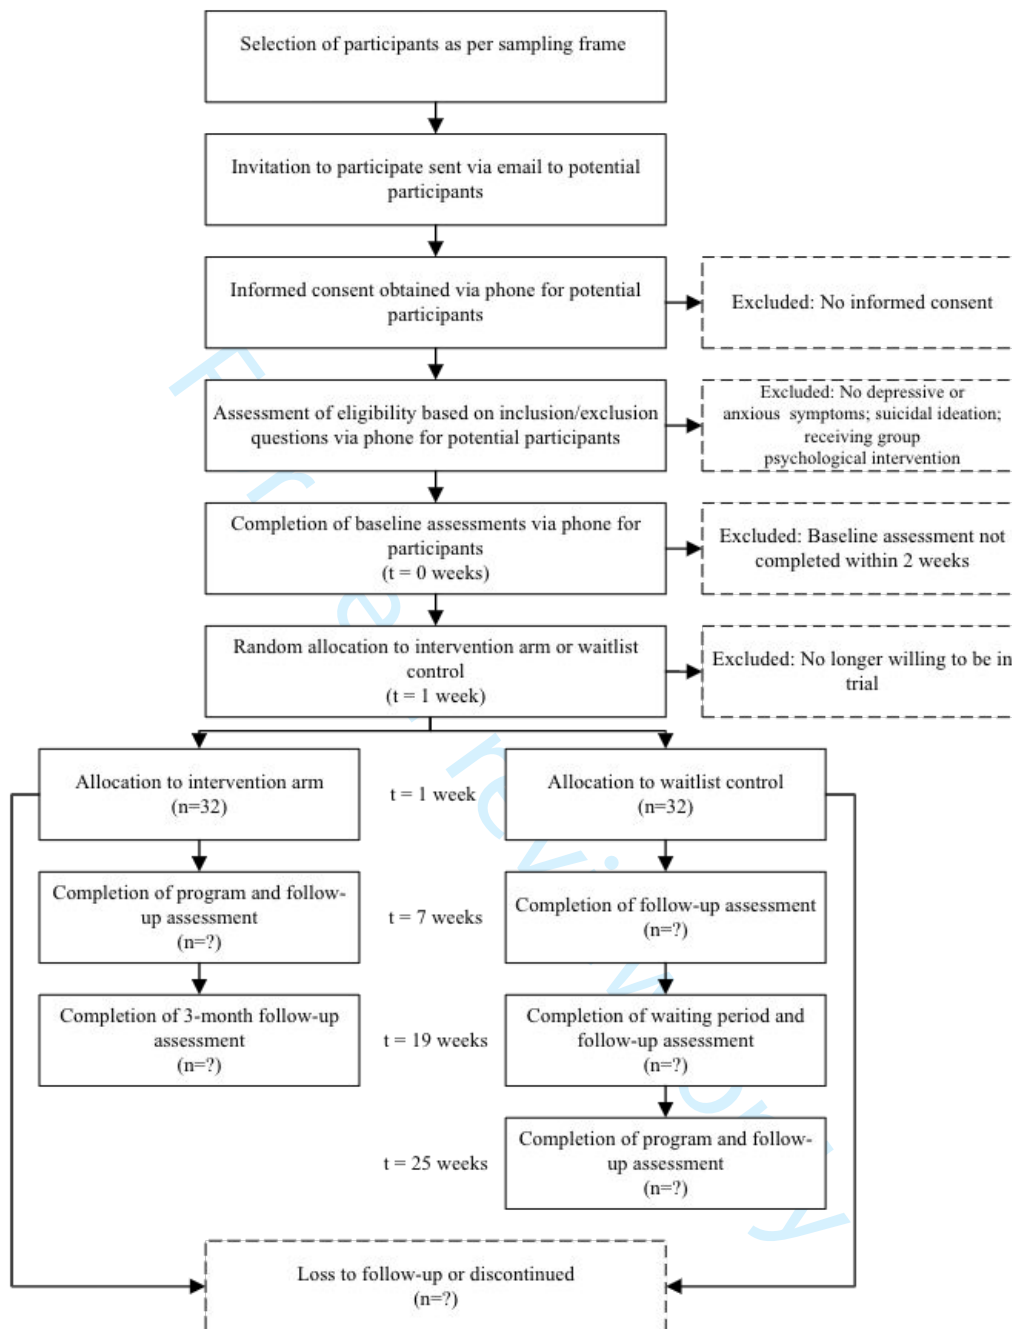 Selection of participants as per sampling frame
Invitation to participate sent via email to potential
participants
Informed consent obtained via phone for potential
participants
Excluded: No informed consent
Assessment of eligibility based on inclusion/exclusion
questions via phone for potential participants
Excluded: No depressive or
anxious symptoms; suicidal ideation;
receiving group
psychological intervention
Completion of baseline assessments via phone for
participants
(t = 0 weeks)
Excluded: Baseline assessment not
completed within 2 weeks
Random allocation to intervention arm or waitlist
control
(t = 1 week)
Excluded: No longer willing to be in
trial
Allocation to intervention arm
(n=32)
t = 1 week
Allocation to waitlist control
(n=32)
Completion of program and follow-
up assessment
(n=?)
t = 7 weeks
Completion of follow-up assessment
(n=?)
Completion of 3-month follow-up
assessment
(n=?)
t = 19 weeks
Completion of waiting period and
follow-up assessment
(n=?)
t = 25 weeks
Completion of program and follow-
up assessment
(n=?)
Loss to follow-up or discontinued
(n=?)